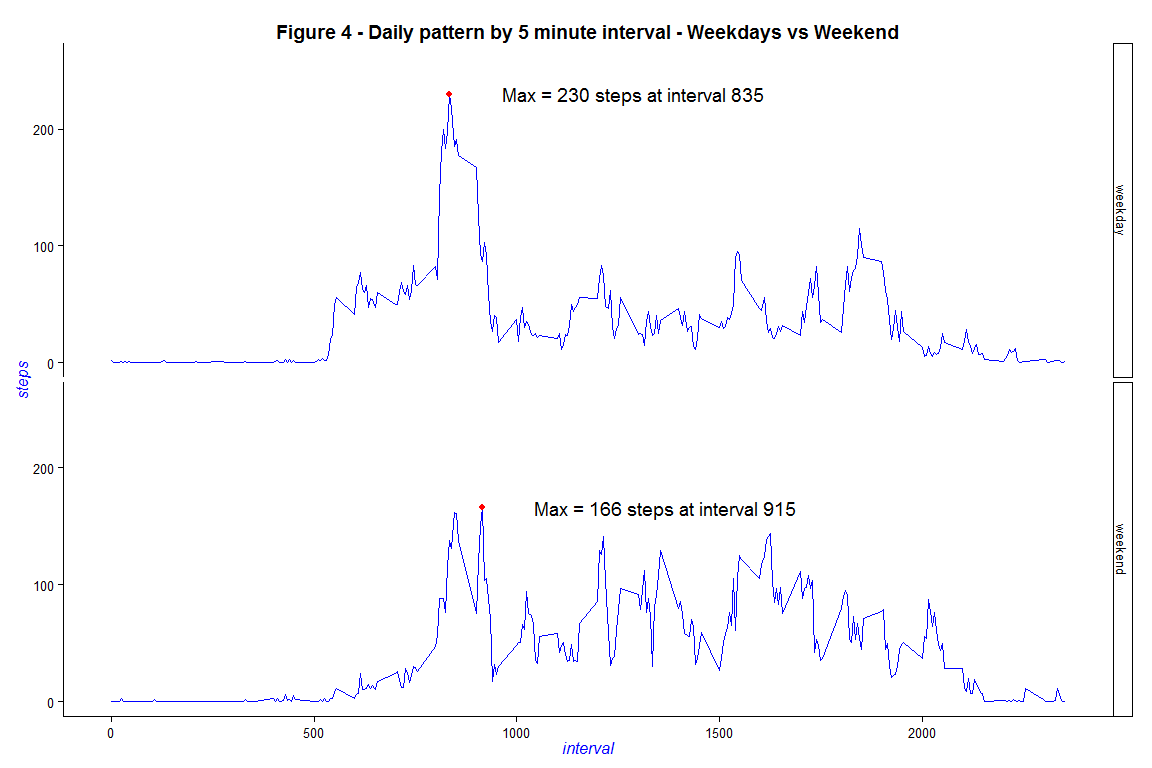 Figure 4 - Daily pattern by 5 minute interval - Weekdays vs Weekend
Max = 230 steps at interval 835
200
100
0
weekday
steps
Max = 166 steps at interval 915
200
100
0
weekend
0 500 1000 1500 2000
interval